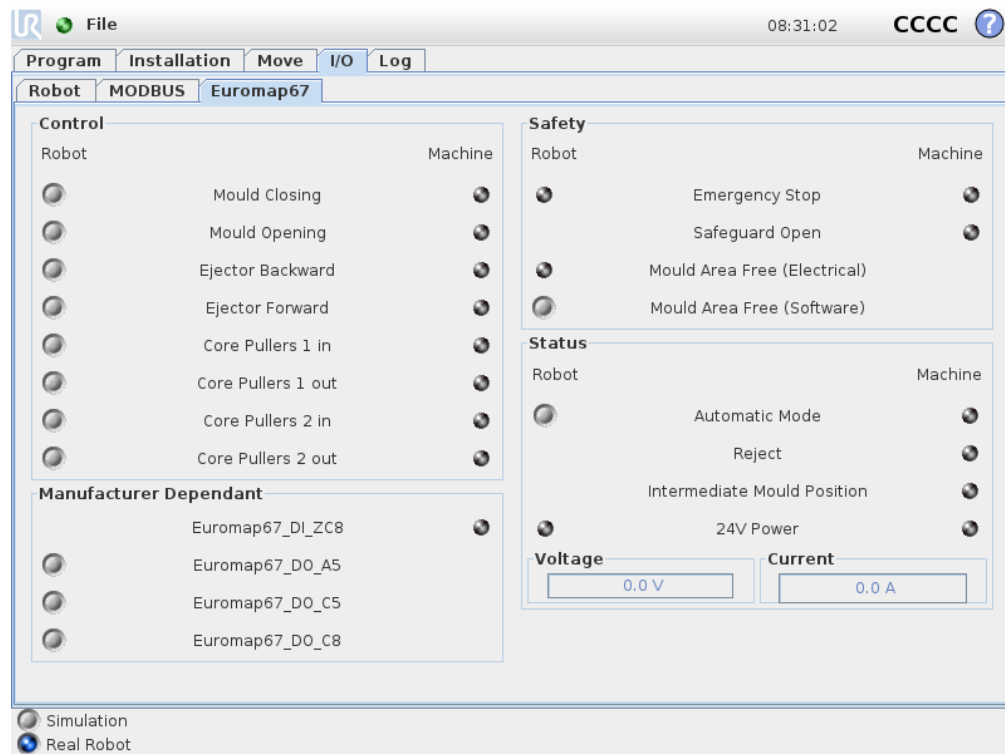 UR File 08:31:02 CCCC ?
Program Installation Move I/O Log
Robot MODBUS Euromap67
Control
Robot Machine
Mould Closing
Mould Opening
Ejector Backward
Ejector Forward
Core Pullers 1 in
Core Pullers 1 out
Core Pullers 2 in
Core Pullers 2 out
Manufacturer Dependant
Euromap67_DI_ZC8
Euromap67_DO_A5
Euromap67_DO_C5
Euromap67_DO_C8
Safety
Robot Machine
Emergency Stop
Safeguard Open
Mould Area Free (Electrical)
Mould Area Free (Software)
Status
Robot Machine
Automatic Mode
Reject
Intermediate Mould Position
24V Power
Voltage Current
0.0 V 0.0 A
Simulation
Real Robot